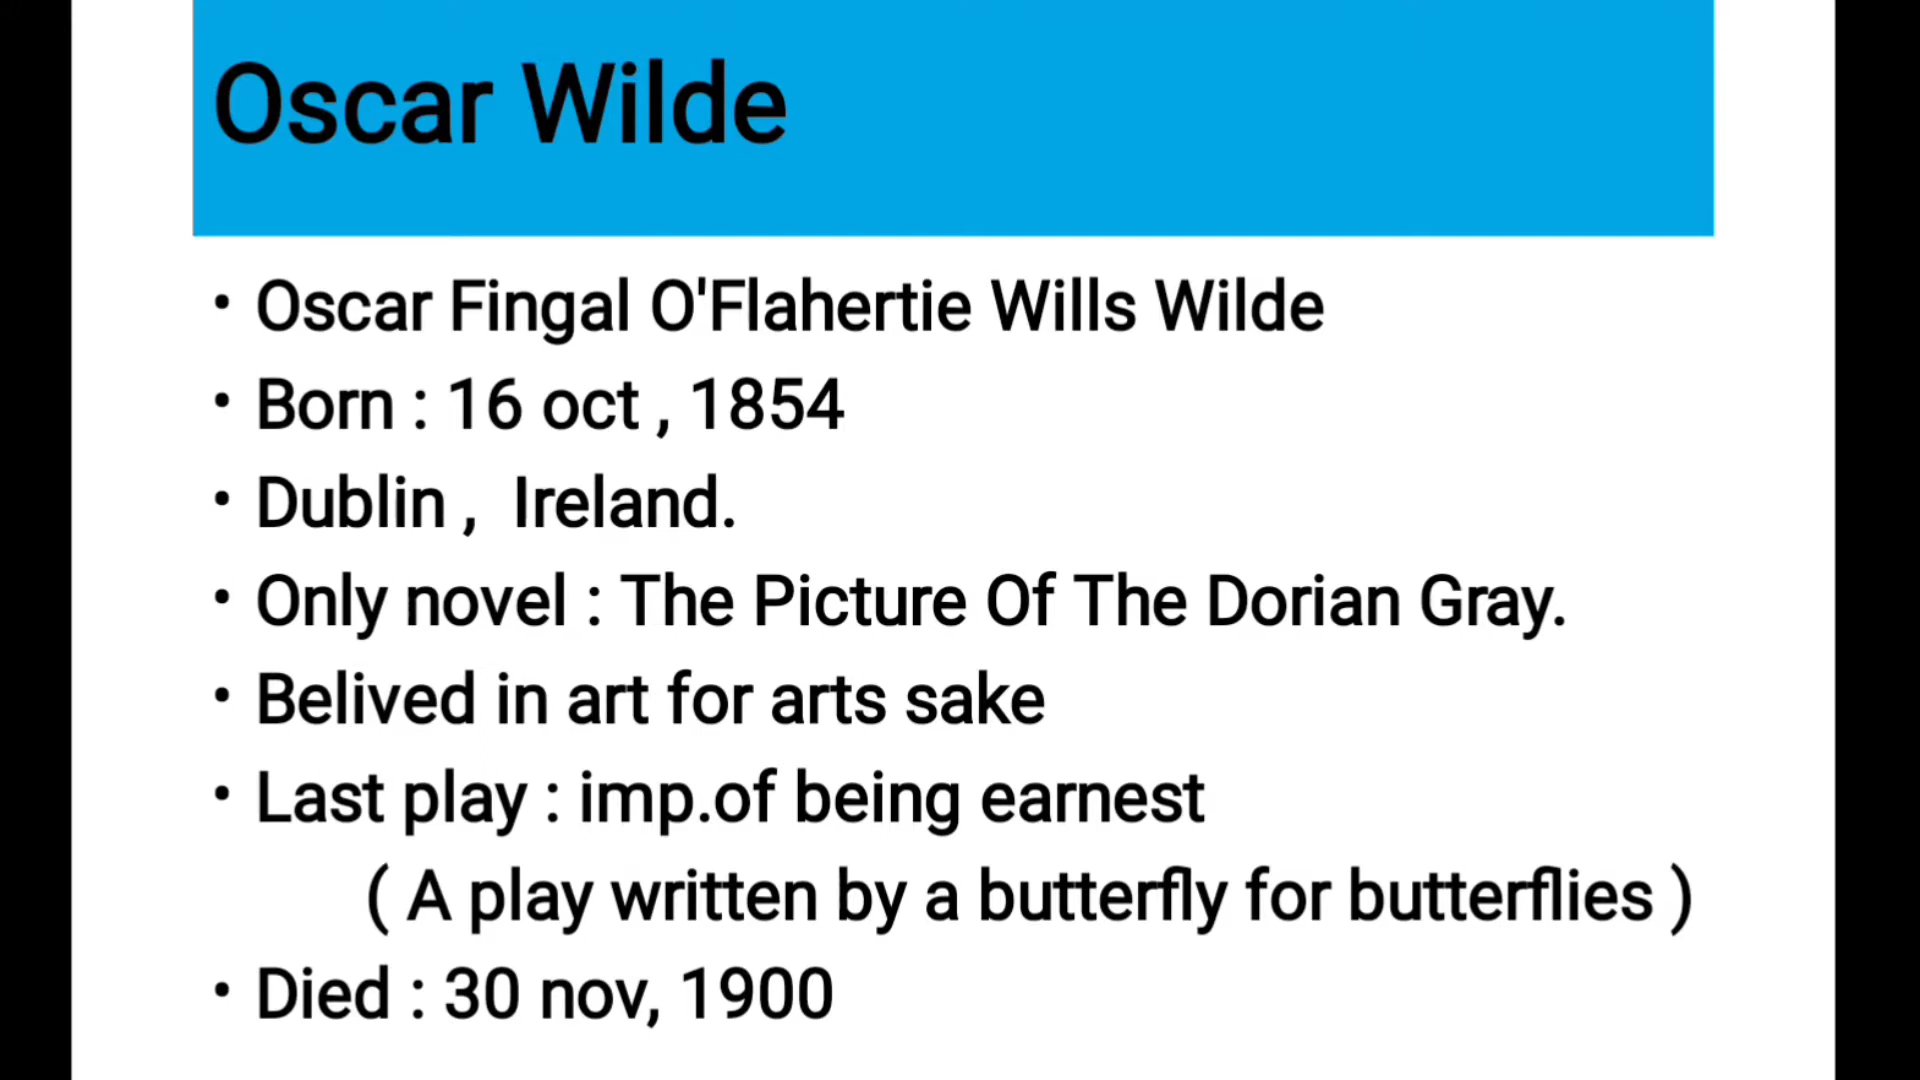 Oscar Wilde
• Oscar Fingal O'Flahertie Wills Wilde
• Born : 16 oct , 1854
• Dublin ,  Ireland.
• Only novel : The Picture Of The Dorian Gray.
• Belived in art for arts sake
• Last play : imp.of being earnest
( A play written by a butterfly for butterflies )
• Died : 30 nov, 1900